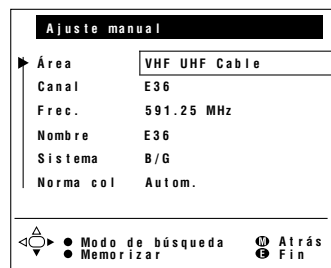 Ajuste manual
Área VHF UHF Cable
Canal E36
Frec. 591.25 MHz
Nombre E36
Sistema B/G
Norma col Autom.
● Modo de búsqueda M Atrás
● Memorizar E Fin